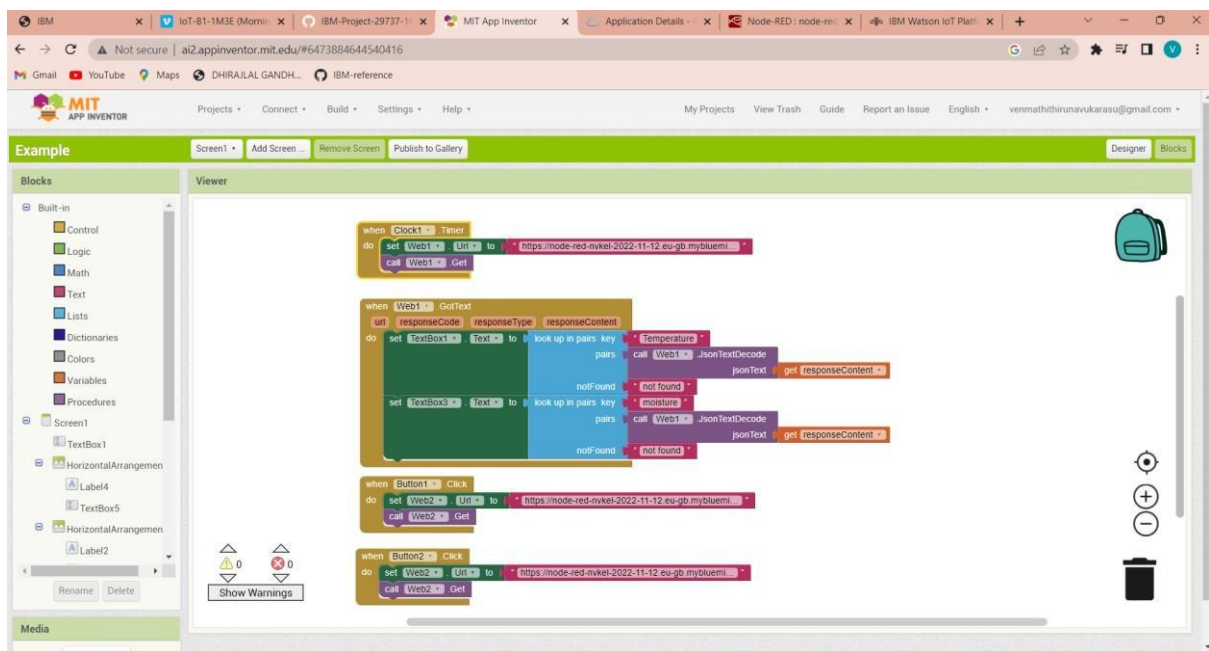 IBM
IoT-B1-1M3E (Mornin
IBM-Project-29737-1
MIT App Inventor
Application Details -
Node-RED : node-rec
IBM Watson IoT Platf
Not secure
ai2.appinventor.mit.edu/#6473884644540416
Gmail
YouTube
Maps
DHIRAJLAL GANDH...
IBM-reference
MIT
APP INVENTOR
Projects
Connect
Build
Settings
Help
My Projects
View Trash
Guide
Report an Issue
English
venmathithirunavukarasu@gmail.com
Example
Screen1
Add Screen ...
Remove Screen
Publish to Gallery
Designer
Blocks
Blocks
Viewer
Built-in
Control
Logic
Math
Text
Lists
Dictionaries
Colors
Variables
Procedures
Screen1
TextBox1
HorizontalArrangemen
Label4
TextBox5
HorizontalArrangemen
Label2
Rename
Delete
Media
when Clock1 .Timer
do set Web1 . Url to " https://node-red-nvkel-2022-11-12.eu-gb.mybluemi... "
call Web1 .Get
when Web1 .GotText
url responseCode responseType responseContent
do set TextBox1 . Text to look up in pairs key " Temperature "
pairs call Web1 .JsonTextDecode
jsonText get responseContent
notFound " not found "
set TextBox3 . Text to look up in pairs key " moisture "
pairs call Web1 .JsonTextDecode
jsonText get responseContent
notFound " not found "
when Button1 .Click
do set Web2 . Url to " https://node-red-nvkel-2022-11-12.eu-gb.mybluemi... "
call Web2 .Get
when Button2 .Click
do set Web2 . Url to " https://node-red-nvkel-2022-11-12.eu-gb.mybluemi... "
call Web2 .Get
0
0
Show Warnings